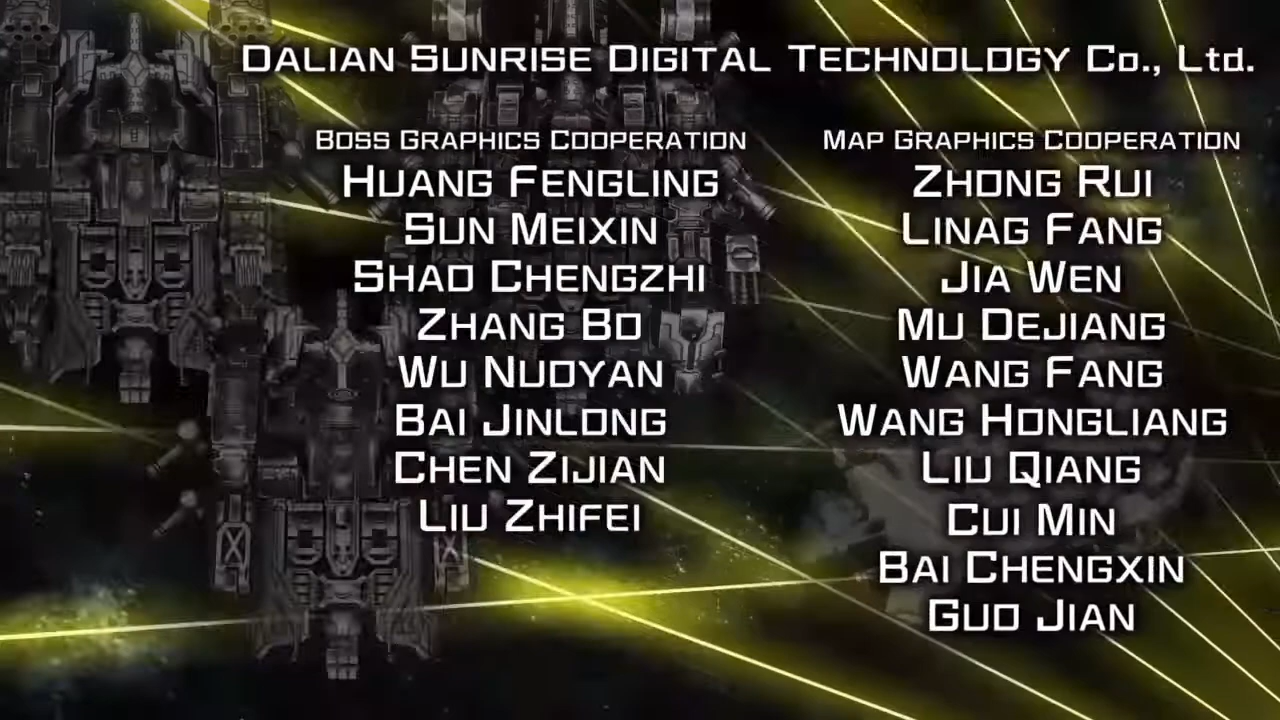 Dalian Sunrise Digital Technology Co., Ltd.
Boss Graphics Cooperation
Huang Fengling
Sun Meixin
Shao Chengzhi
Zhang Bo
Wu Nuoyan
Bai Jinlong
Chen Zijian
Liu Zhifei
Map Graphics Cooperation
Zhong Rui
Linag Fang
Jia Wen
Mu Dejiang
Wang Fang
Wang Hongliang
Liu Qiang
Cui Min
Bai Chengxin
Guo Jian